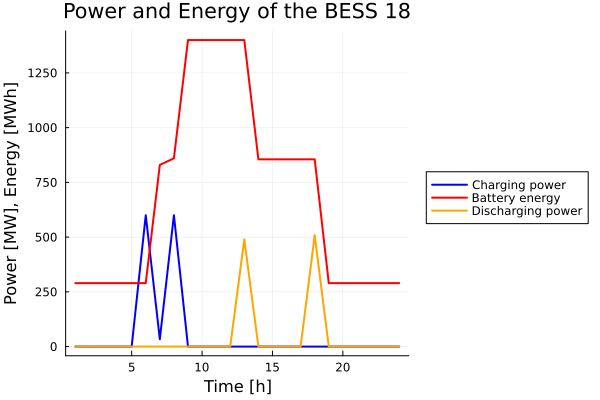 Power and Energy of the BESS 18
Power [MW], Energy [MWh]
1250
1000
750
500
250
0
5
10
15
20
Time [h]
Charging power
Battery energy
Discharging power